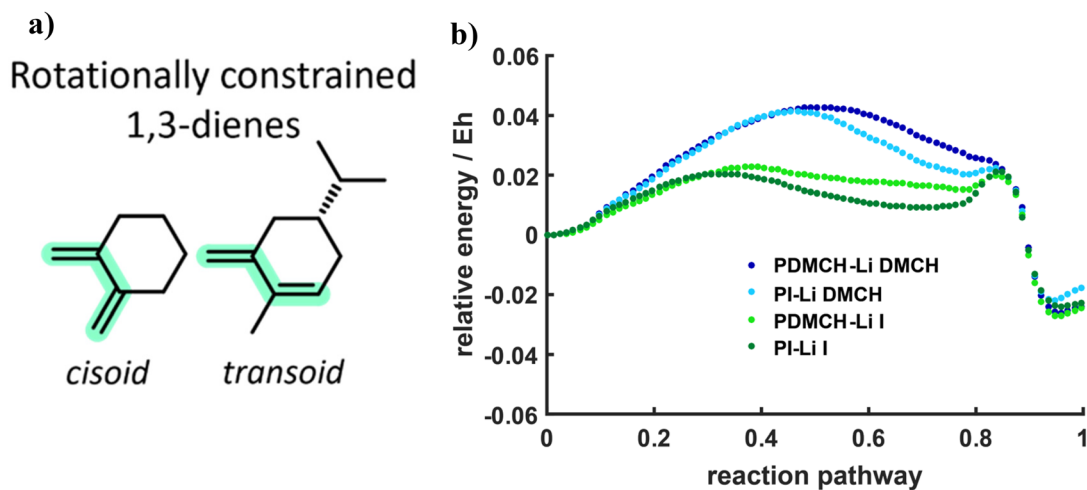 a)
Rotationally constrained
1,3-dienes
cisoid
transoid
b)
relative energy / Eh
0.06
0.04
0.02
0
-0.02
-0.04
-0.06
PDMCH-Li DMCH
PI-Li DMCH
PDMCH-Li I
PI-Li I
0
0.2
0.4
0.6
0.8
1
reaction pathway